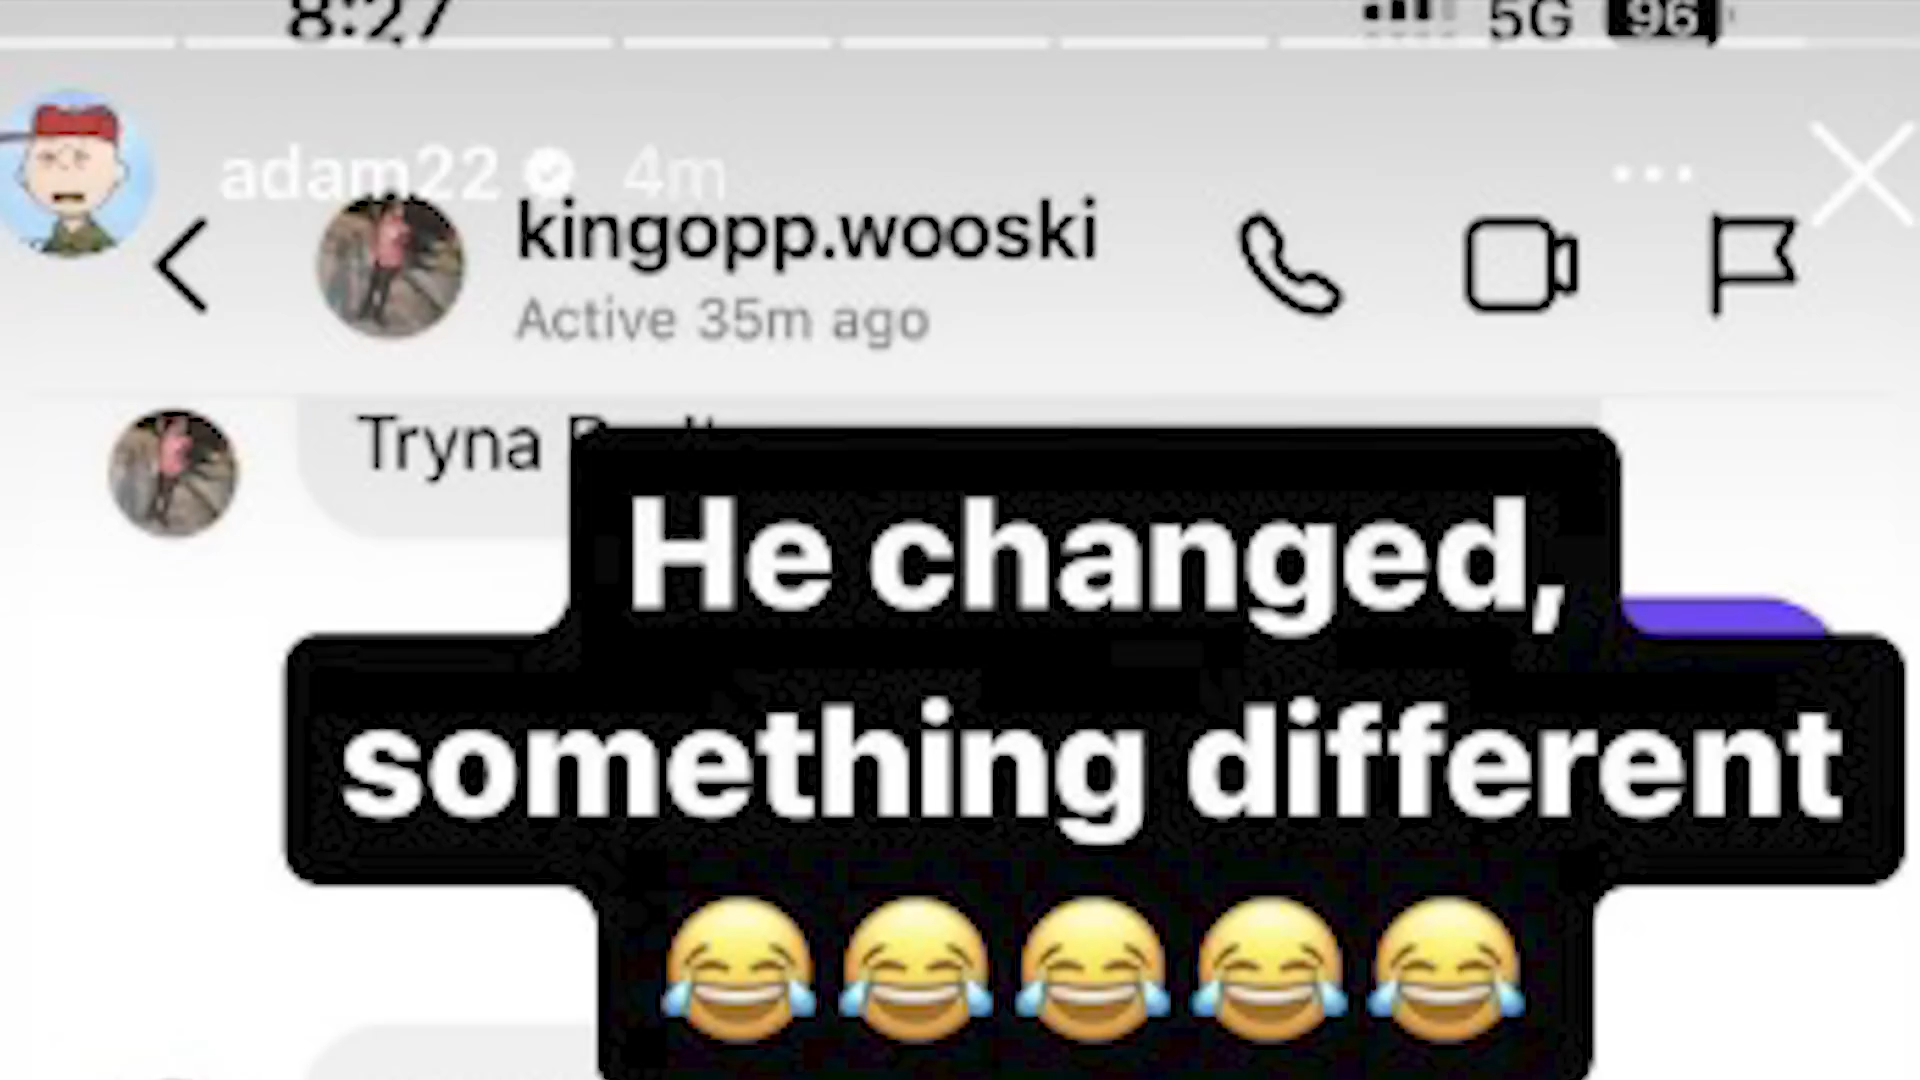 8:27 5G 96
adam22 4m
kingopp.wooski
Active 35m ago
Tryna
He changed,
something different
😂😂😂😂😂